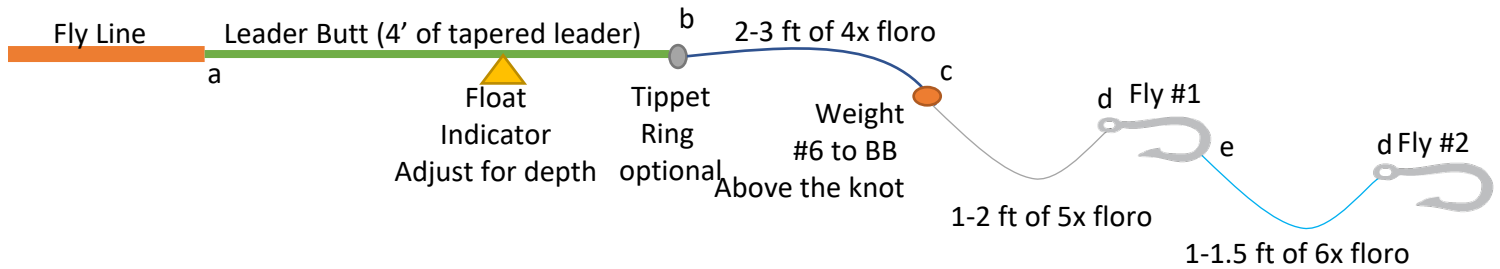 Fly Line
Leader Butt (4’ of tapered leader)
b
2-3 ft of 4x floro
a
c
Float
Indicator
Adjust for depth
Tippet
Ring
optional
Weight
#6 to BB
Above the knot
d
Fly #1
e
d
Fly #2
1-2 ft of 5x floro
1-1.5 ft of 6x floro